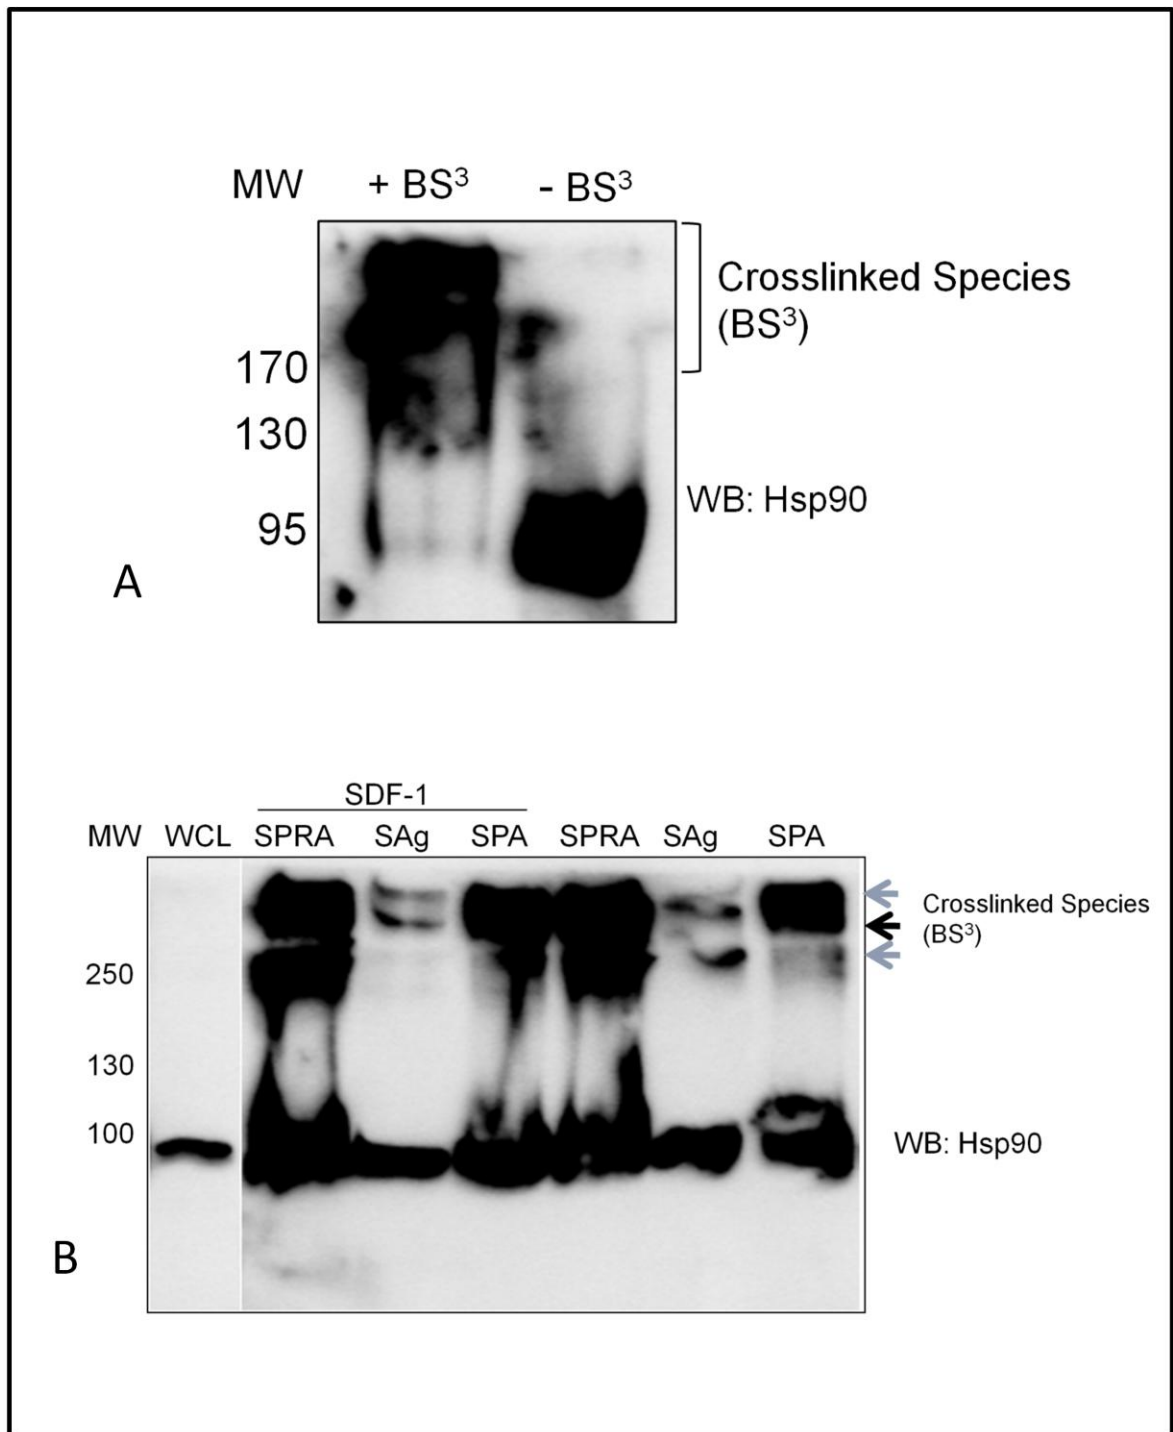 MW + BS³ - BS³
Crosslinked Species
(BS³)
170
130
WB: Hsp90
95
A
SDF-1
MW WCL SPRA SAg SPA SPRA SAg SPA
Crosslinked Species
(BS³)
250
130
100
WB: Hsp90
B